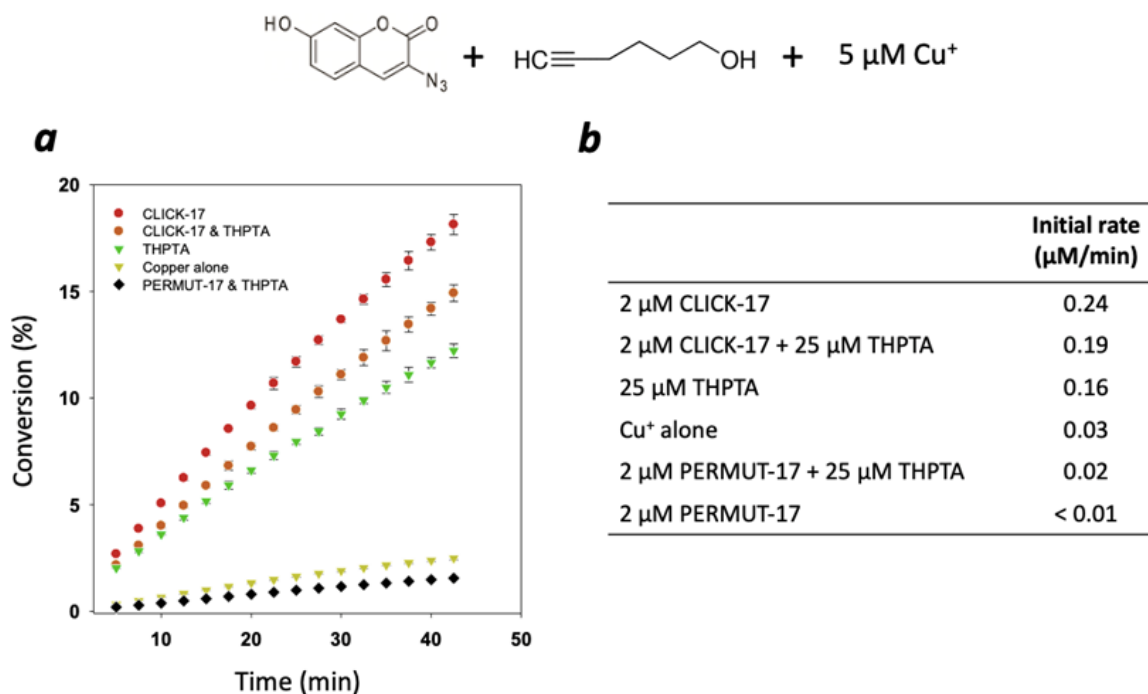 HO O O N₃ + HC OH + 5 µM Cu⁺
a
b
20
15
10
5
0
Conversion (%)
CLICK-17
CLICK-17 & THPTA
THPTA
Copper alone
PERMUT-17 & THPTA
10 20 30 40 50
Time (min)
Initial rate
(µM/min)
2 µM CLICK-17 0.24
2 µM CLICK-17 + 25 µM THPTA 0.19
25 µM THPTA 0.16
Cu⁺ alone 0.03
2 µM PERMUT-17 + 25 µM THPTA 0.02
2 µM PERMUT-17 < 0.01